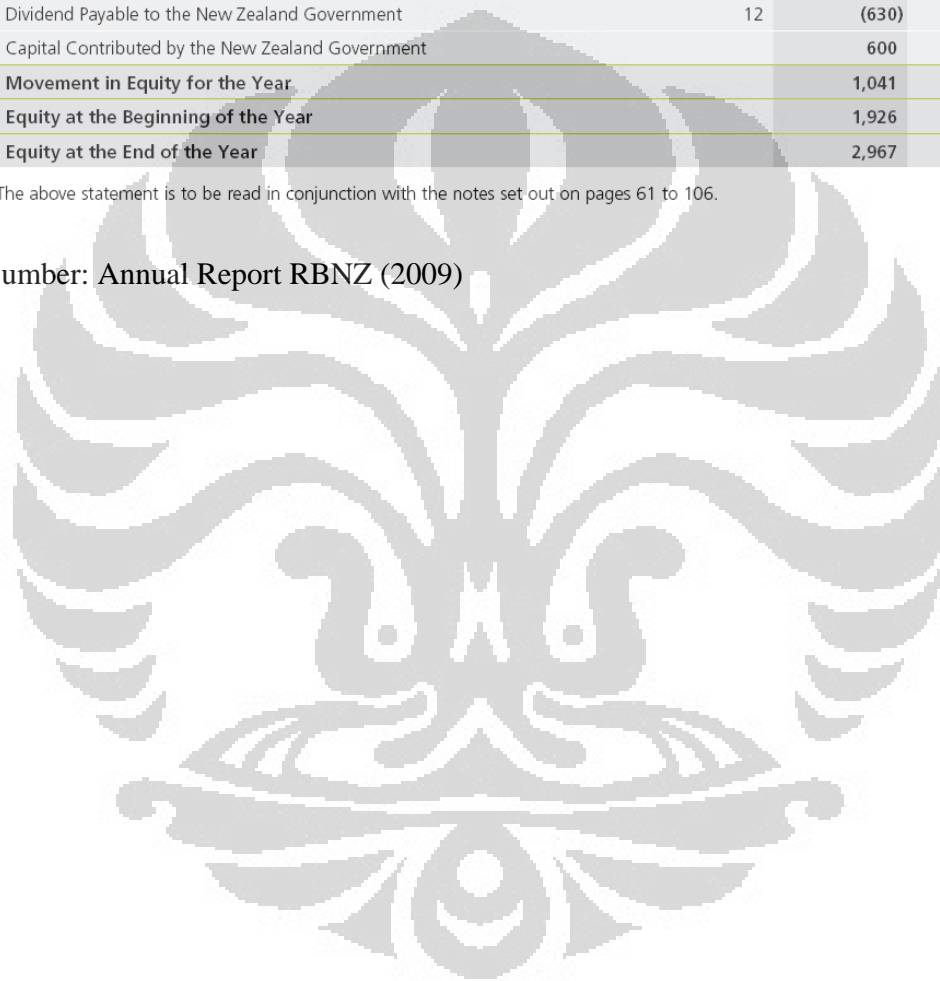 Dividend Payable to the New Zealand Government 12 (630)
Capital Contributed by the New Zealand Government 600
Movement in Equity for the Year 1,041
Equity at the Beginning of the Year 1,926
Equity at the End of the Year 2,967
The above statement is to be read in conjunction with the notes set out on pages 61 to 106.
umber: Annual Report RBNZ (2009)